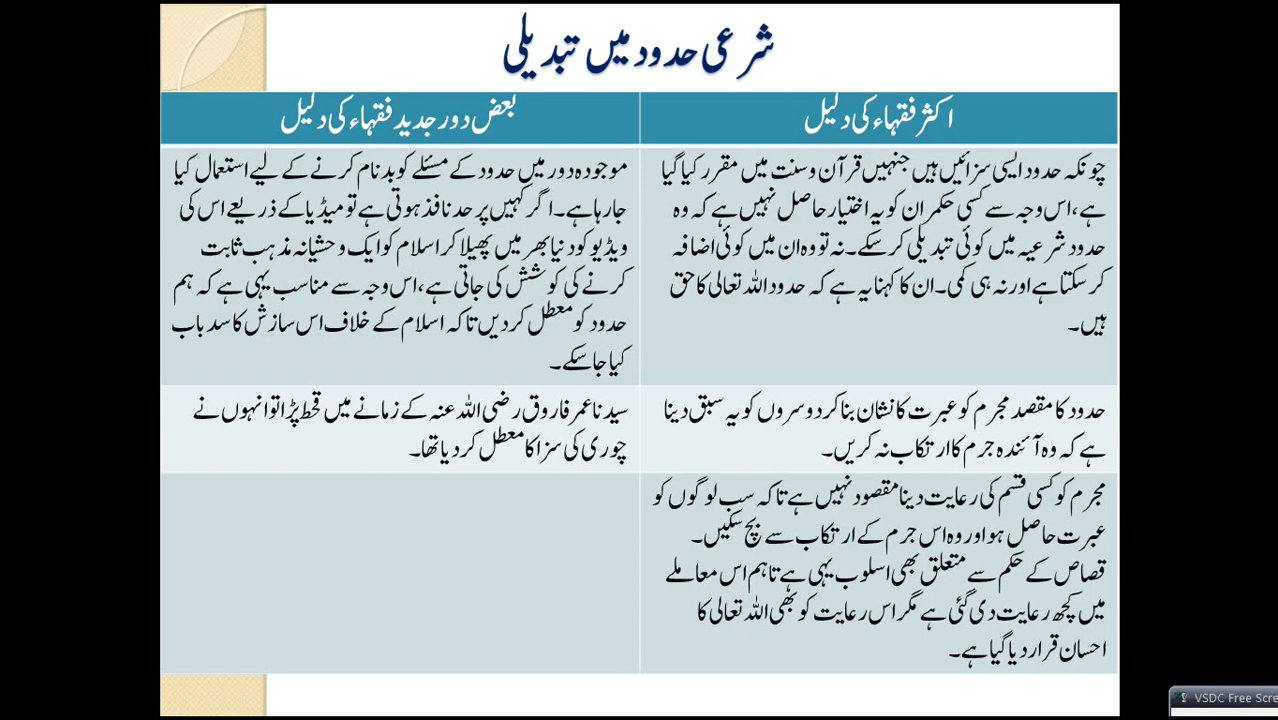 شرعی حدود میں تبدیلی
اکثر فقہاء کی دلیل
بعض دور جدید فقہاء کی دلیل
چونکہ حدود ایسی سزائیں ہیں جنہیں قرآن و سنت میں مقرر کیا گیا
ہے، اس وجہ سے کسی حکمران کو یہ اختیار حاصل نہیں ہے کہ وہ
حدود شرعیہ میں کوئی تبدیلی کر سکے۔ نہ تو وہ ان میں کوئی اضافہ
کر سکتا ہے اور نہ ہی کمی۔ ان کا کہنا یہ ہے کہ حدود اللہ تعالی کا حق
ہیں۔
موجودہ دور میں حدود کے مسئلے کو بدنام کرنے کے لیے استعمال کیا
جا رہا ہے۔ اگر کہیں پر حد نافذ ہوتی ہے تو میڈیا کے ذریعے اس کی
ویڈیو کو دنیا بھر میں پھیلا کر اسلام کو ایک وحشیانہ مذہب ثابت
کرنے کی کوشش کی جاتی ہے، اس وجہ سے مناسب یہی ہے کہ ہم
حدود کو معطل کر دیں تاکہ اسلام کے خلاف اس سازش کا سد باب
کیا جا سکے۔
حدود کا مقصد مجرم کو عبرت کا نشان بنا کر دوسروں کو یہ سبق دینا
ہے کہ وہ آئندہ جرم کا ارتکاب نہ کریں۔
سیدنا عمر فاروق رضی اللہ عنہ کے زمانے میں قحط پڑا تو انہوں نے
چوری کی سزا کا معطل کر دیا تھا۔
مجرم کو کسی قسم کی رعایت دینا مقصود نہیں ہے تاکہ سب لوگوں کو
عبرت حاصل ہو اور وہ اس جرم کے ارتکاب سے بچ سکیں۔
قصاص کے حکم سے متعلق بھی اسلوب یہی ہے تاہم اس معاملے
میں کچھ رعایت دی گئی ہے مگر اس رعایت کو بھی اللہ تعالی کا
احسان قرار دیا گیا ہے۔
VSDC Free Scre